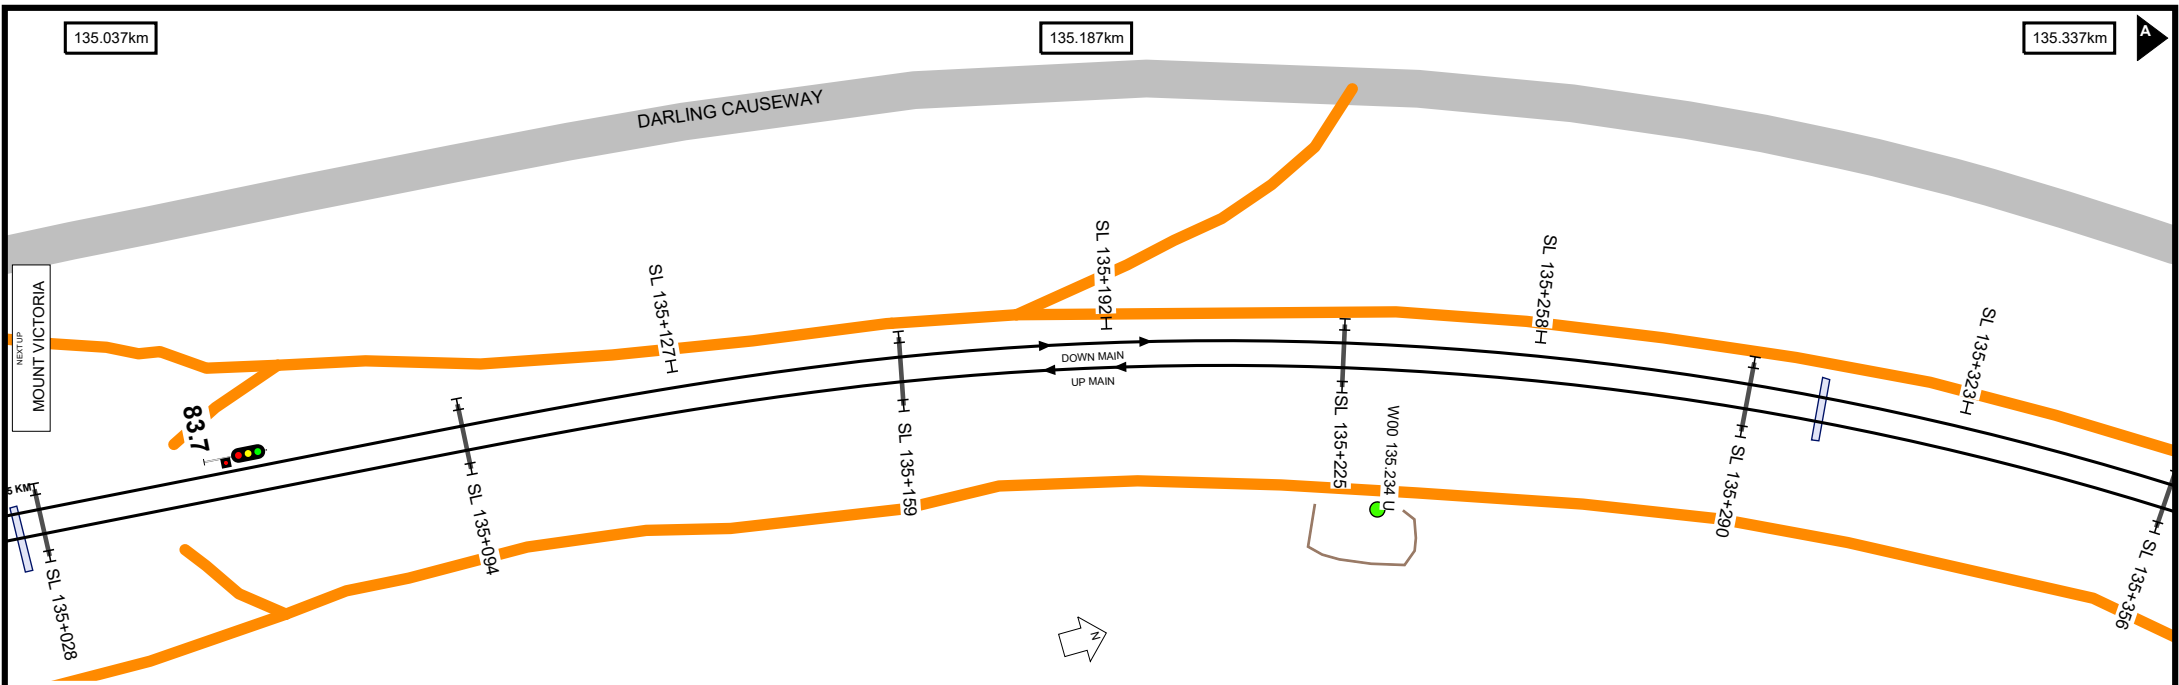 135.037km
135.187km
135.337km
A
DARLING CAUSEWAY
NEXT UP
MOUNT VICTORIA
SL 135+127
SL 135+192
SL 135+258
SL 135+323
DOWN MAIN
UP MAIN
83.7
5 KM
SL 135+028
SL 135+094
SL 135+159
SL 135+225
W00 135.234 U
SL 135+290
SL 135+356
N